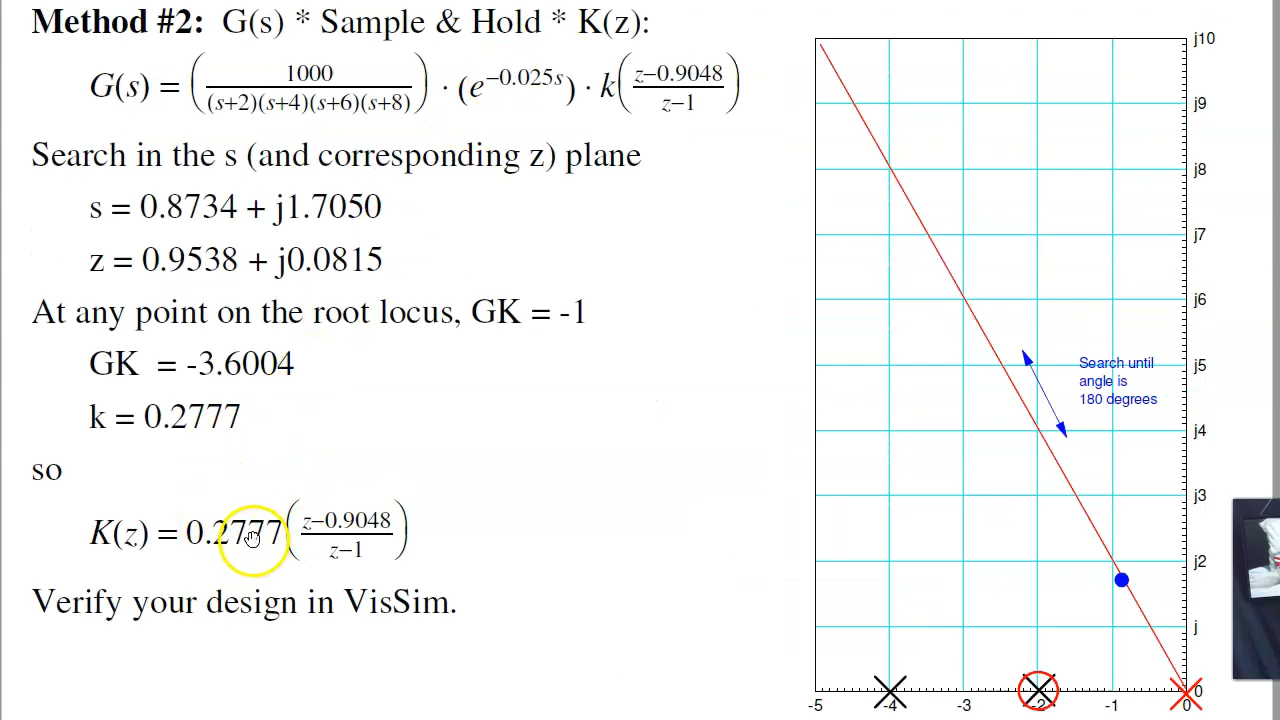 Method #2: G(s) * Sample & Hold * K(z):
G(s) = (1000/((s+2)(s+4)(s+6)(s+8))) · (e^−0.025s) · k((z−0.9048)/(z−1))
Search in the s (and corresponding z) plane
s = 0.8734 + j1.7050
z = 0.9538 + j0.0815
At any point on the root locus, GK = -1
GK = -3.6004
k = 0.2777
so
K(z) = 0.2777((z−0.9048)/(z−1))
Verify your design in VisSim.
j10
j9
j8
j7
j6
j5
j4
j3
j2
j
0
Search until
angle is
180 degrees
-5 -4 -3 -2 -1 0